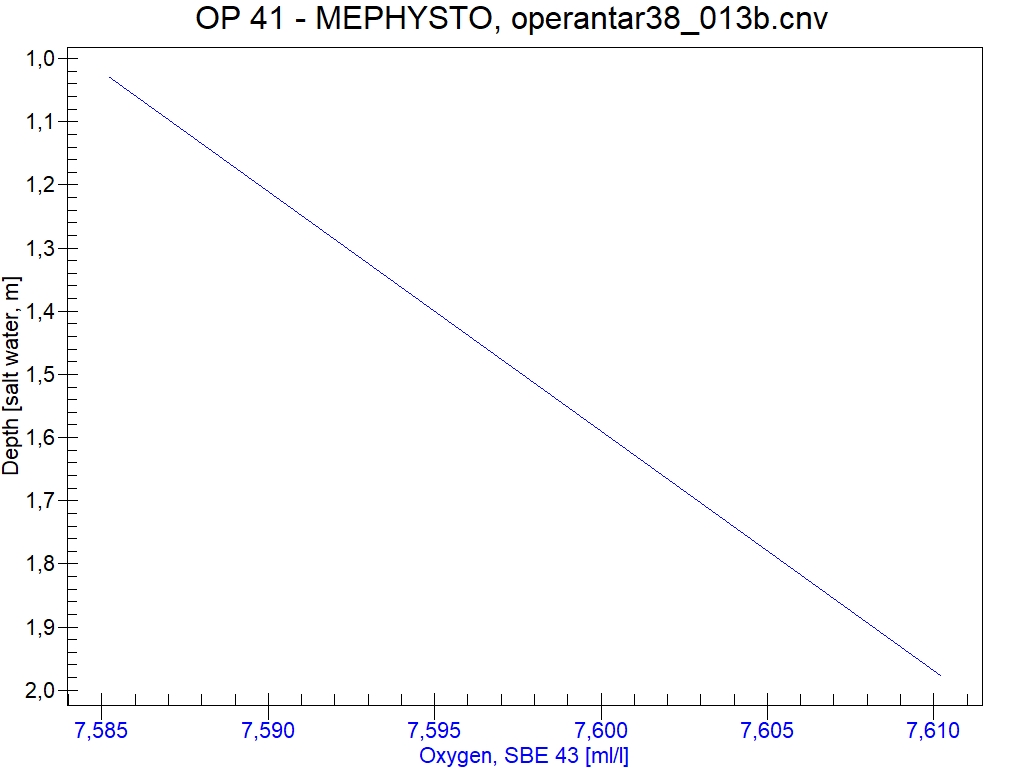 OP 41 - MEPHYSTO, operantar38_013b.cnv
1,0
1,1
1,2
1,3
1,4
1,5
1,6
1,7
1,8
1,9
2,0
Depth [salt water, m]
7,585 7,590 7,595 7,600 7,605 7,610
Oxygen, SBE 43 [ml/l]